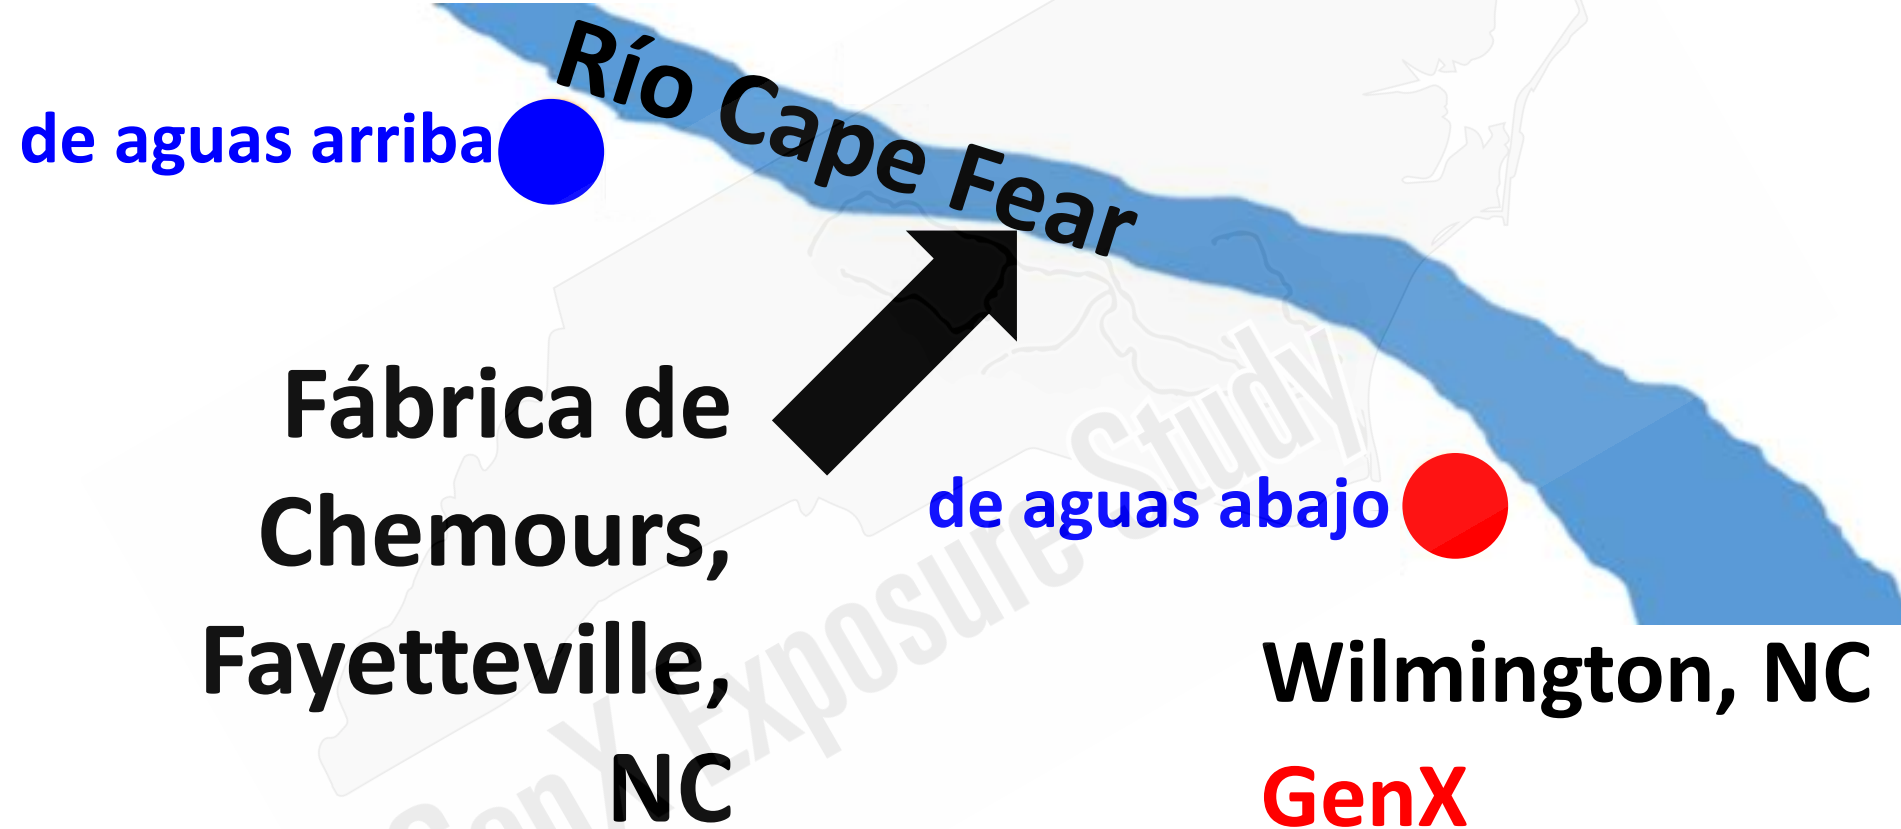 Río Cape Fear
de aguas arriba
Fábrica de
Chemours,
Fayetteville,
NC
de aguas abajo
Wilmington, NC
GenX
GenX Exposure Study